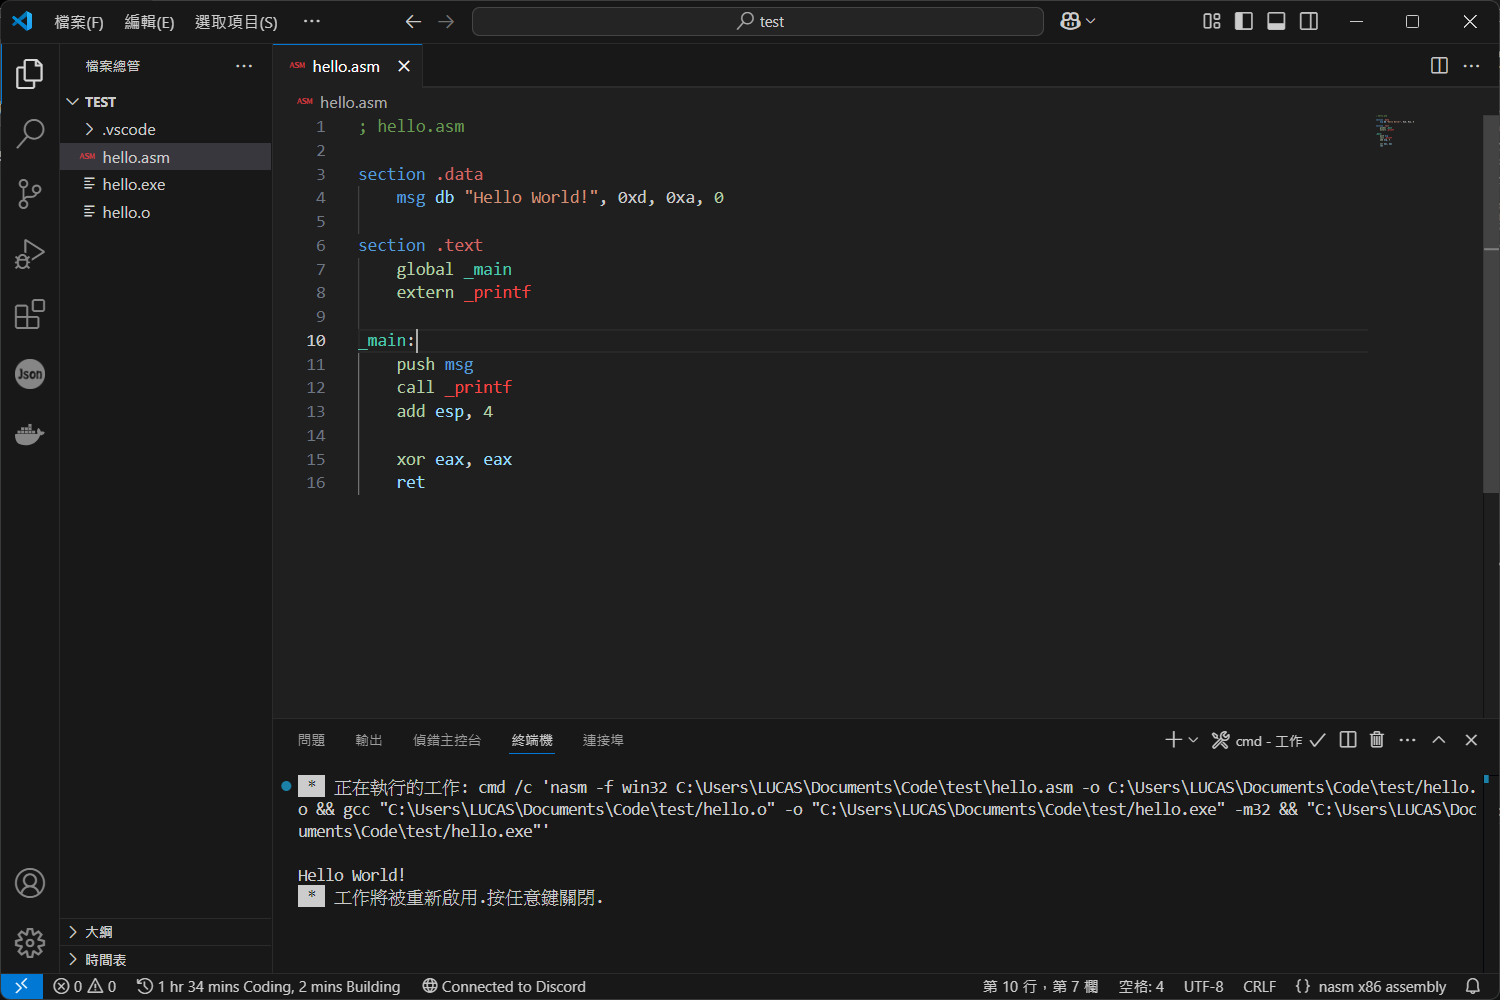 檔案(F) 編輯(E) 選取項目(S) ··· test
檔案總管 ···
TEST
.vscode
ASM hello.asm
hello.exe
hello.o
大綱
時間表
Json
ASM hello.asm
ASM hello.asm
1 ; hello.asm
2
3 section .data
4 msg db "Hello World!", 0xd, 0xa, 0
5
6 section .text
7 global _main
8 extern _printf
9
10 _main:
11 push msg
12 call _printf
13 add esp, 4
14
15 xor eax, eax
16 ret
問題 輸出 偵錯主控台 終端機 連接埠 cmd - 工作
* 正在執行的工作: cmd /c 'nasm -f win32 C:\Users\LUCAS\Documents\Code\test\hello.asm -o C:\Users\LUCAS\Documents\Code\test/hello.
o && gcc "C:\Users\LUCAS\Documents\Code\test/hello.o" -o "C:\Users\LUCAS\Documents\Code\test/hello.exe" -m32 && "C:\Users\LUCAS\Doc
uments\Code\test/hello.exe"'
Hello World!
* 工作將被重新啟用.按任意鍵關閉.
0 0 1 hr 34 mins Coding, 2 mins Building Connected to Discord 第 10 行，第 7 欄 空格: 4 UTF-8 CRLF {} nasm x86 assembly